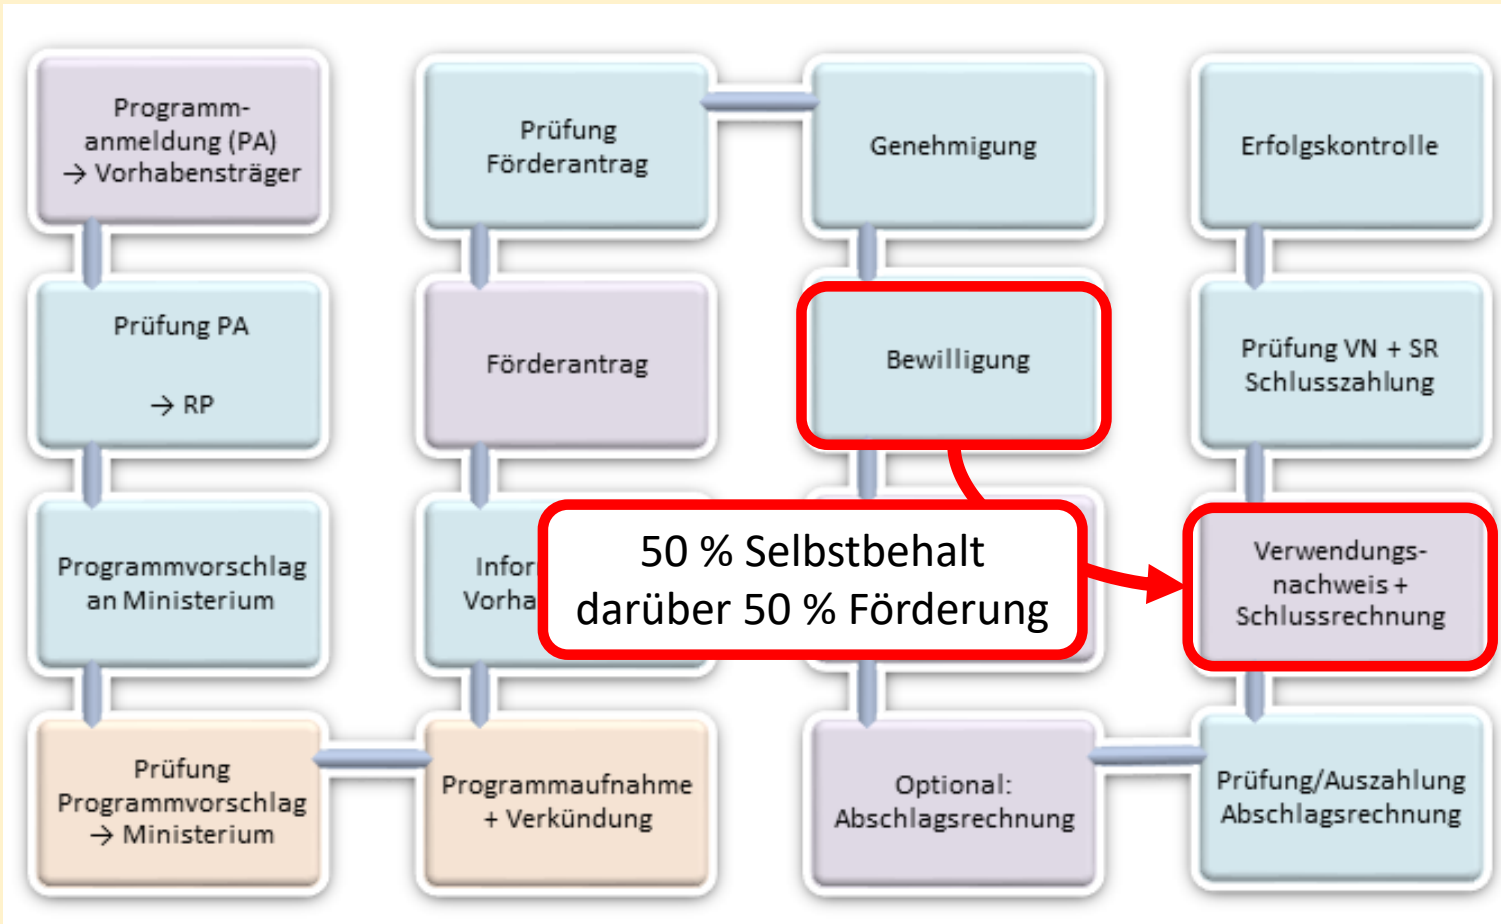 Programm-
anmeldung (PA)
→ Vorhabensträger
Prüfung PA
→ RP
Programmvorschlag
an Ministerium
Prüfung
Programmvorschlag
→ Ministerium
Programmaufnahme
+ Verkündung
Förderantrag
Prüfung
Förderantrag
Genehmigung
Bewilligung
50 % Selbstbehalt
darüber 50 % Förderung
Optional:
Abschlagsrechnung
Prüfung/Auszahlung
Abschlagsrechnung
Verwendungs-
nachweis +
Schlussrechnung
Prüfung VN + SR
Schlusszahlung
Erfolgskontrolle